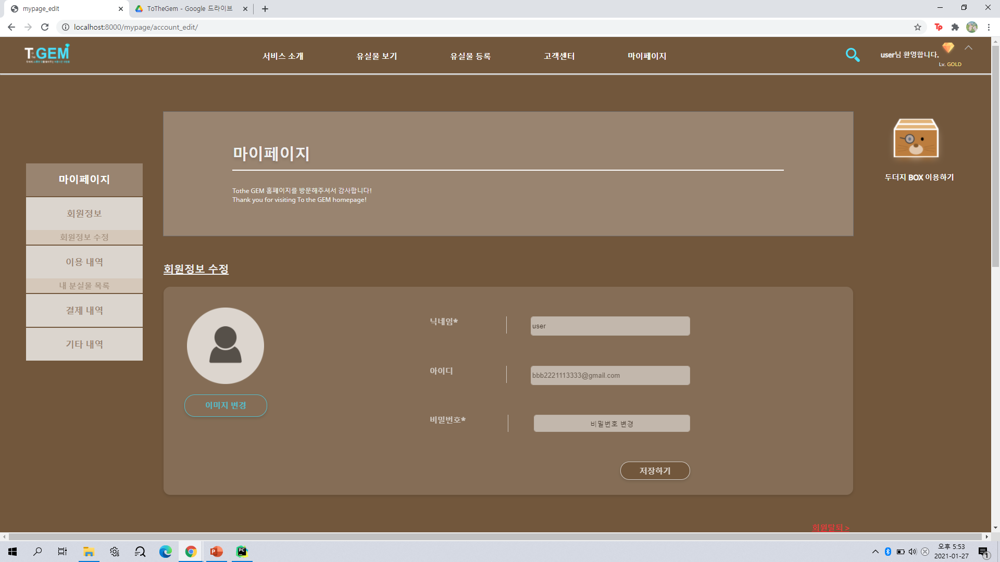 mypage_edit
ToTheGem - Google 드라이브
localhost:8000/mypage/account_edit/
Tp
T GEM
서비스 소개
유실물 보기
유실물 등록
고객센터
마이페이지
user님 환영합니다.
Lv. GOLD
마이페이지
Tothe GEM 홈페이지를 방문해주셔서 감사합니다!
Thank you for visiting To the GEM homepage!
두더지 BOX 이용하기
마이페이지
회원정보
회원정보 수정
이용 내역
내 분실물 목록
결제 내역
기타 내역
회원정보 수정
닉네임*
user
아이디
bbb2221113333@gmail.com
이미지 변경
비밀번호*
비밀번호 변경
저장하기
회원탈퇴 >
P
PC
오후 5:53
2021-01-27
1